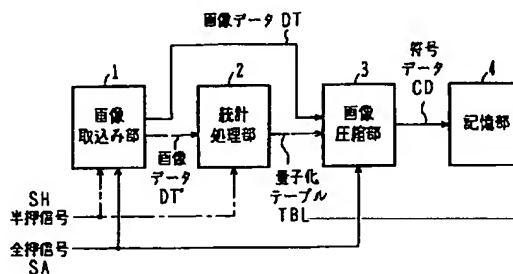 画像データ DT
1
画像
取込み部
2
統計
処理部
3
画像
圧縮部
符号
データ
CD
4
記憶部
画像
データ
DT'
量子化
テーブル
TBL
SH
半押信号
全押信号
SA